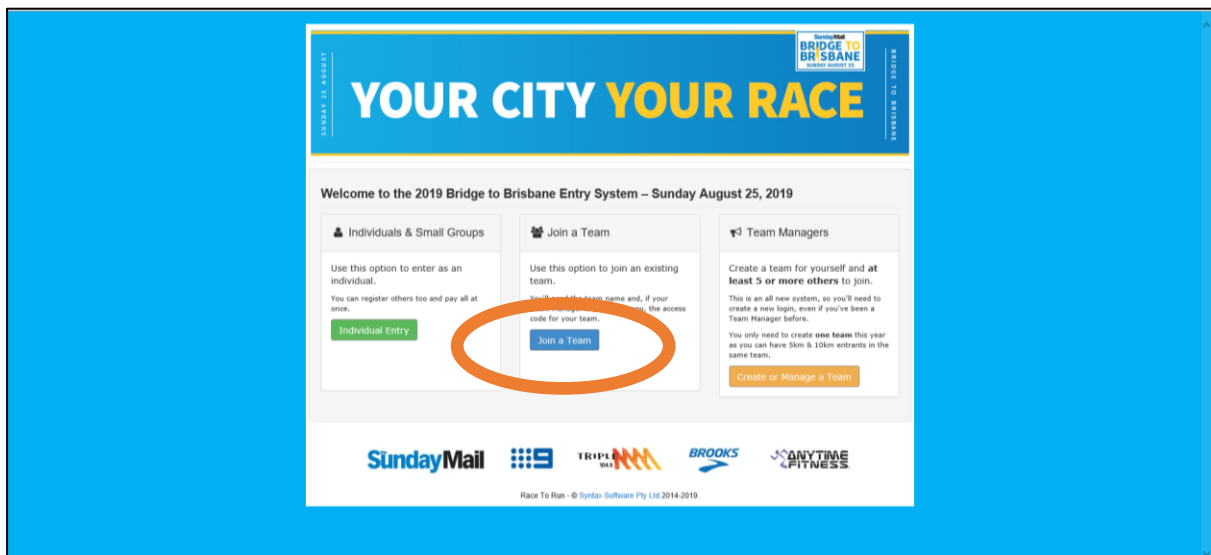 SUNDAY 25 AUGUST
YOUR CITY YOUR RACE
SundayMail
BRIDGE TO
BRISBANE
SUNDAY AUGUST 25
BRIDGE TO BRISBANE
Welcome to the 2019 Bridge to Brisbane Entry System – Sunday August 25, 2019
Individuals & Small Groups
Use this option to enter as an
individual.
You can register others too and pay all at
once.
Individual Entry
Join a Team
Use this option to join an existing
team.
You'll need the team name and, if your
you, the access
code for your team.
Join a Team
Team Managers
Create a team for yourself and at
least 5 or more others to join.
This is an all new system, so you'll need to
create a new login, even if you've been a
Team Manager before.
You only need to create one team this year
as you can have 5km & 10km entrants in the
same team.
Create or Manage a Team
The SundayMail
9
TRIPLE M
104.5
BROOKS
ANYTIME
FITNESS
Race To Run - © Syntax Software Pty Ltd 2014-2019.